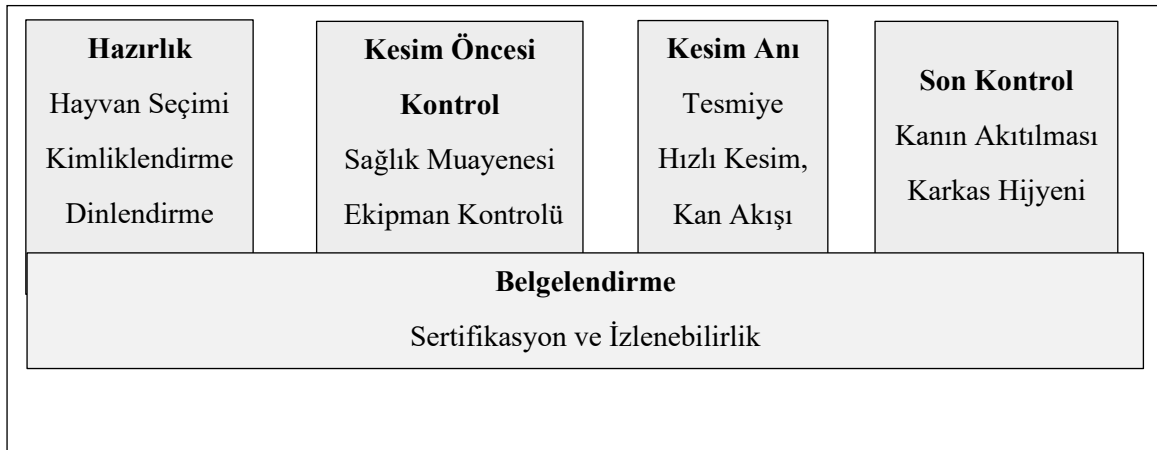 Hazırlık
Hayvan Seçimi
Kimliklendirme
Dinlendirme
Kesim Öncesi
Kontrol
Sağlık Muayenesi
Ekipman Kontrolü
Kesim Anı
Tesmiye
Hızlı Kesim,
Kan Akışı
Son Kontrol
Kanın Akıtılması
Karkas Hijyeni
Belgelendirme
Sertifikasyon ve İzlenebilirlik